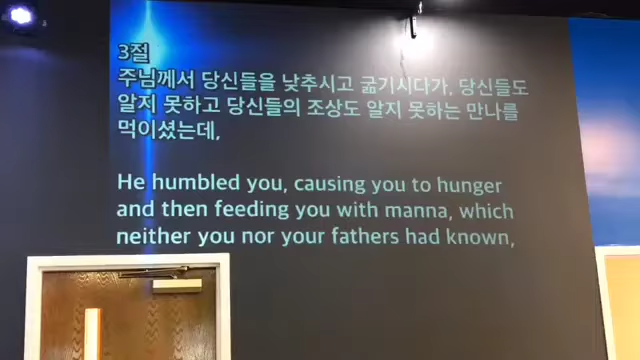 3절
주님께서 당신들을 낮추시고 굶기시다가, 당신들도
알지 못하고 당신들의 조상도 알지 못하는 만나를
먹이셨는데,
He humbled you, causing you to hunger
and then feeding you with manna, which
neither you nor your fathers had known,